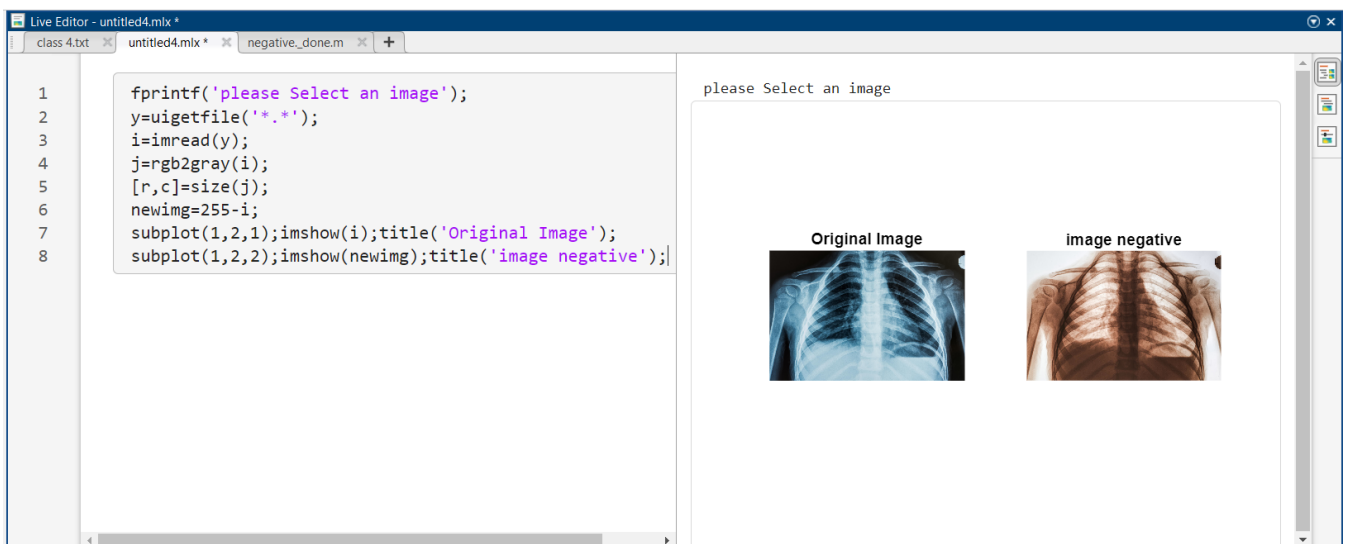 Live Editor - untitled4.mlx *
class 4.txt untitled4.mlx * negative._done.m
1 fprintf('please Select an image');
2 y=uigetfile('*.*');
3 i=imread(y);
4 j=rgb2gray(i);
5 [r,c]=size(j);
6 newimg=255-i;
7 subplot(1,2,1);imshow(i);title('Original Image');
8 subplot(1,2,2);imshow(newimg);title('image negative');
please Select an image
Original Image image negative